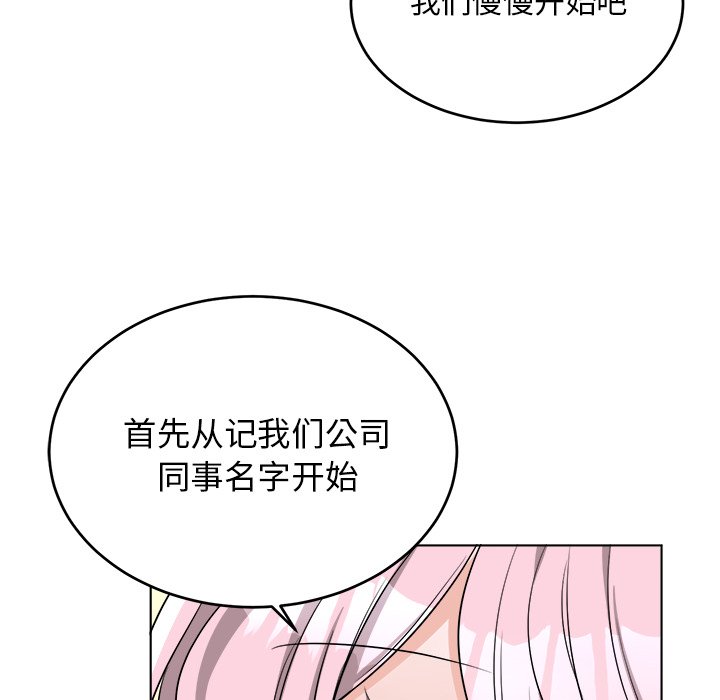 我们慢慢开始吧
首先从记我们公司
同事名字开始